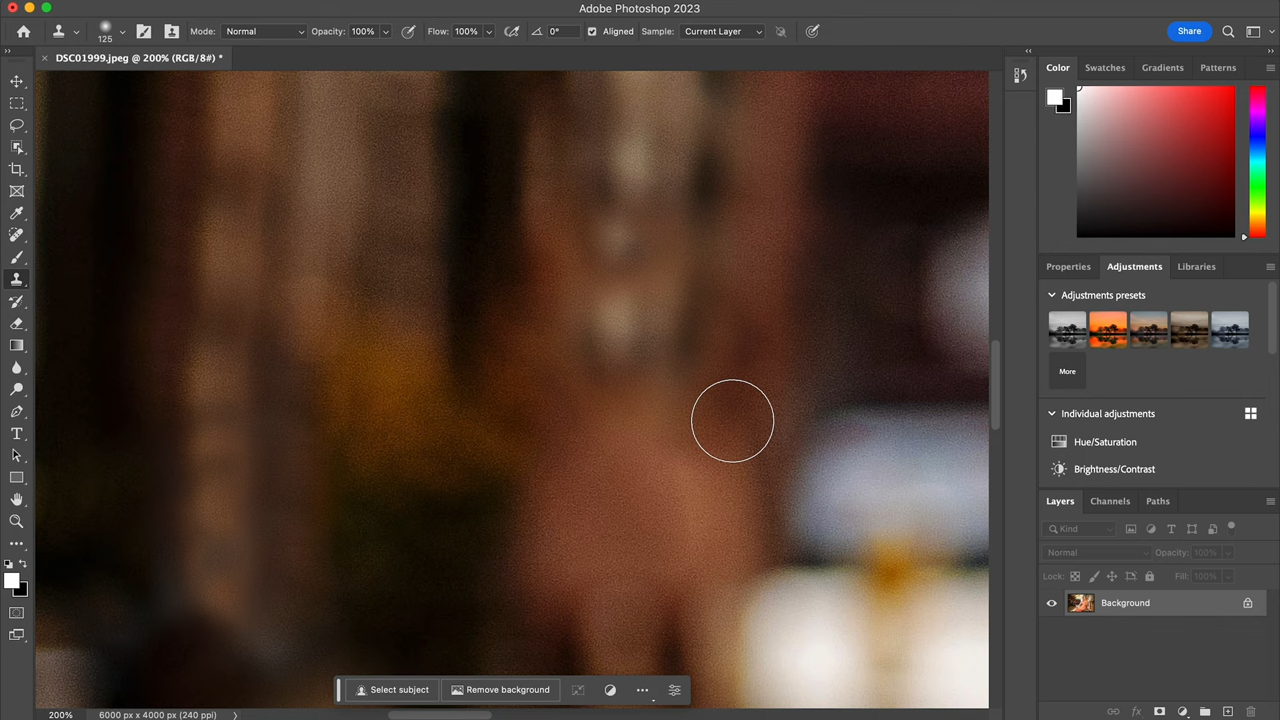 Adobe Photoshop 2023
125
Mode: Normal
Opacity: 100%
Flow: 100%
0°
Aligned
Sample: Current Layer
Share
DSC01999.jpeg @ 200% (RGB/8#) *
Color
Swatches
Gradients
Patterns
Properties
Adjustments
Libraries
Adjustments presets
More
Individual adjustments
Hue/Saturation
Brightness/Contrast
Layers
Channels
Paths
Kind
Normal
Opacity: 100%
Lock:
Fill: 100%
Background
Select subject
Remove background
200%
6000 px x 4000 px (240 ppi)